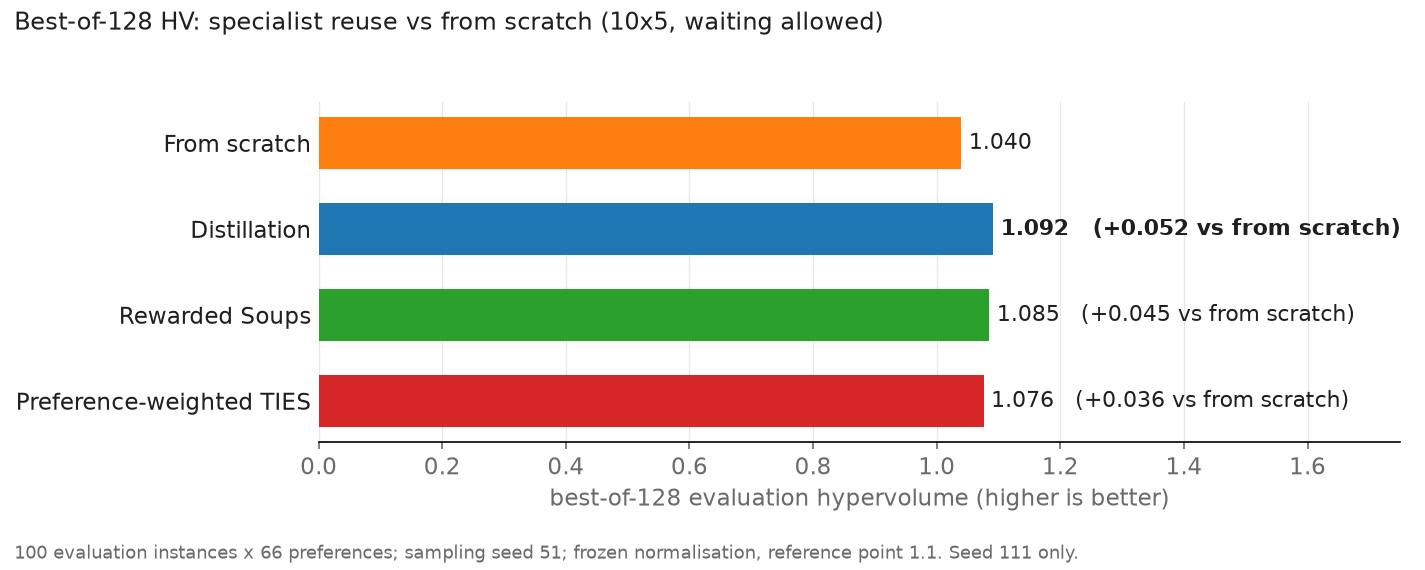 Best-of-128 HV: specialist reuse vs from scratch (10x5, waiting allowed)
From scratch 1.040
Distillation 1.092 (+0.052 vs from scratch)
Rewarded Soups 1.085 (+0.045 vs from scratch)
Preference-weighted TIES 1.076 (+0.036 vs from scratch)
0.0 0.2 0.4 0.6 0.8 1.0 1.2 1.4 1.6
best-of-128 evaluation hypervolume (higher is better)
100 evaluation instances x 66 preferences; sampling seed 51; frozen normalisation, reference point 1.1. Seed 111 only.